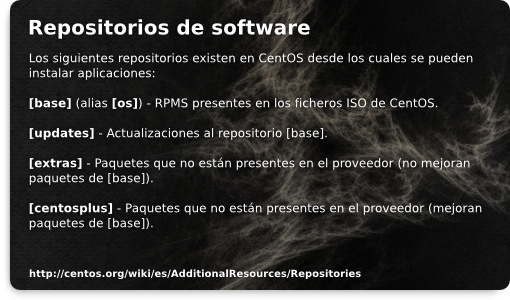 Repositorios de software
Los siguientes repositorios existen en CentOS desde los cuales se pueden
instalar aplicaciones:
[base] (alias [os]) - RPMS presentes en los ficheros ISO de CentOS.
[updates] - Actualizaciones al repositorio [base].
[extras] - Paquetes que no están presentes en el proveedor (no mejoran
paquetes de [base]).
[centosplus] - Paquetes que no están presentes en el proveedor (mejoran
paquetes de [base]).
http://centos.org/wiki/es/AdditionalResources/Repositories